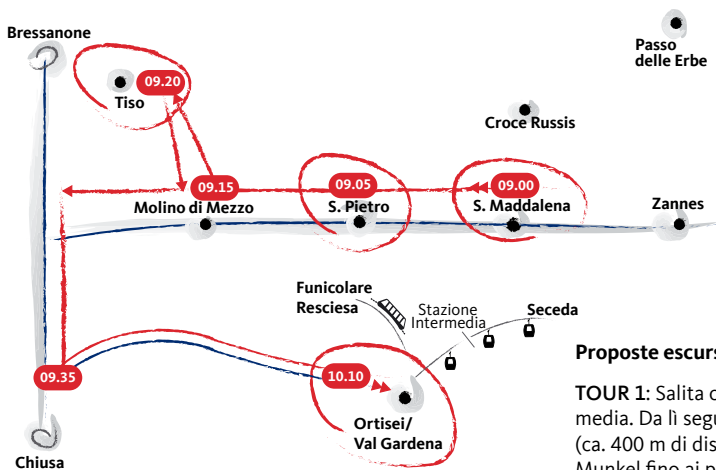 Bressanone
Passo
delle Erbe
09.20
Tiso
Croce Russis
09.15
09.05
09.00
Molino di Mezzo
S. Pietro
S. Maddalena
Zannes
Funicolare
Resciesa
Stazione
Intermedia
Seceda
09.35
10.10
Ortisei/
Val Gardena
Chiusa
Proposte escurs
TOUR 1: Salita c
media. Da lì segu
(ca. 400 m di dis